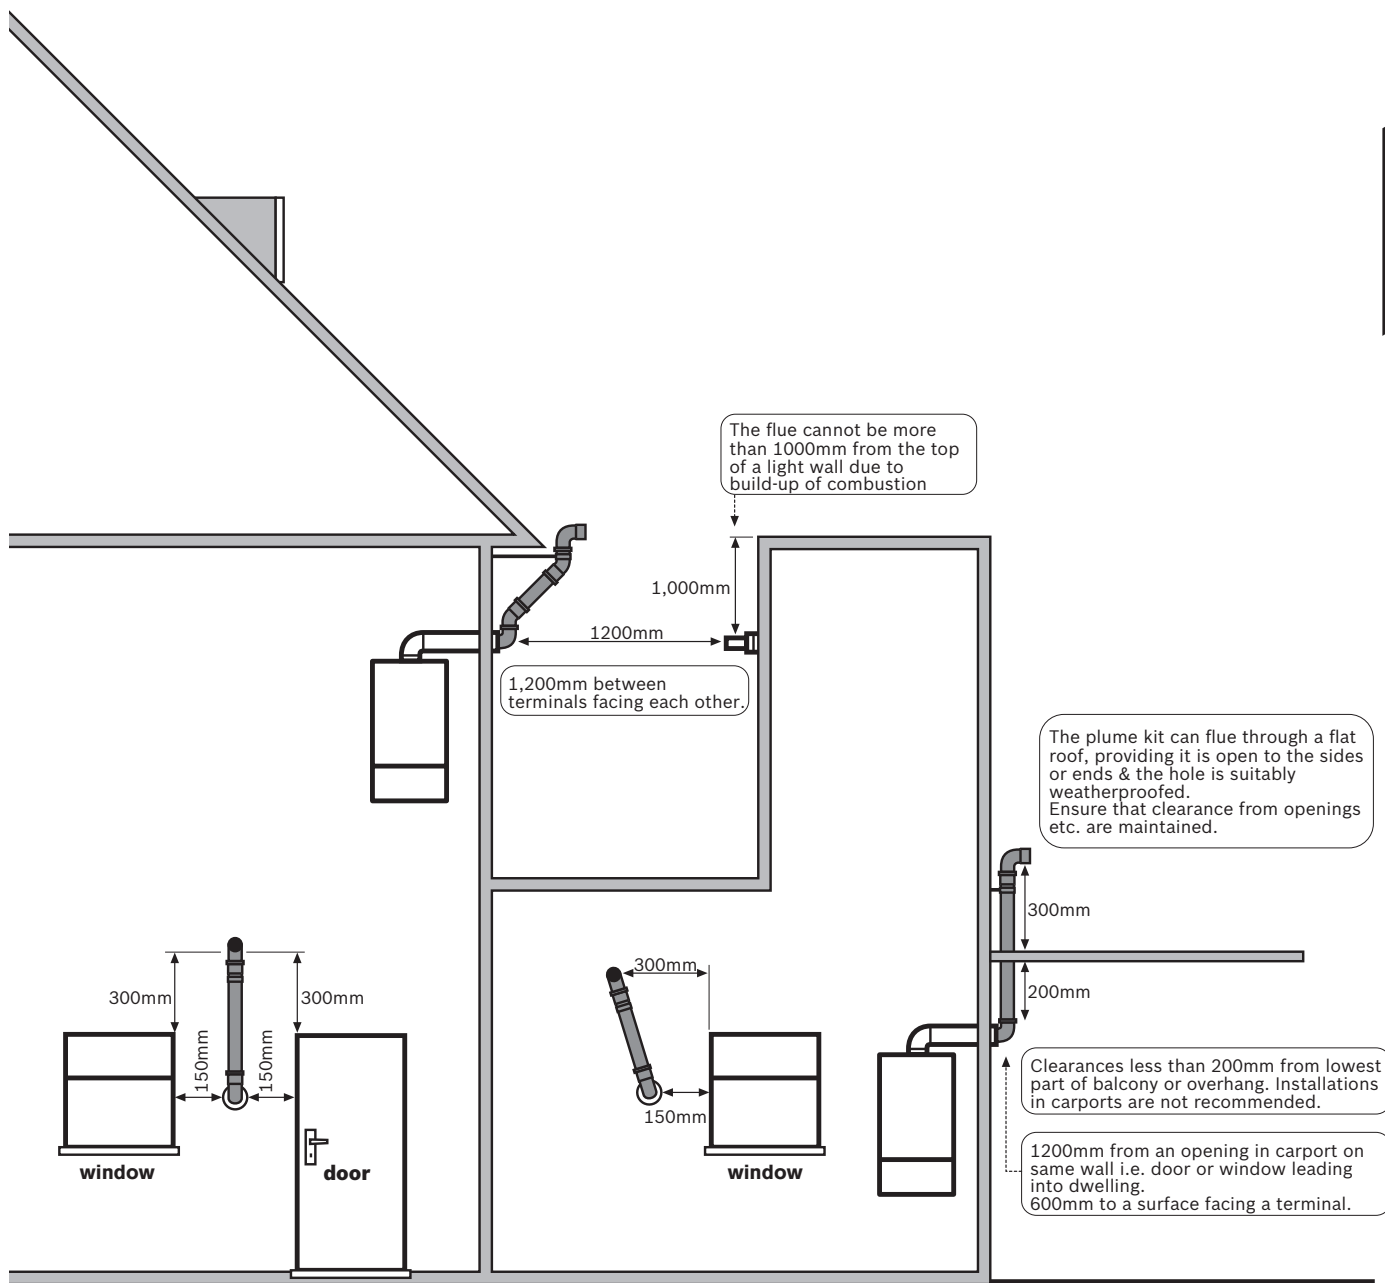 The flue cannot be more
than 1000mm from the top
of a light wall due to
build-up of combustion
1,000mm
1200mm
1,200mm between
terminals facing each other.
The plume kit can flue through a flat
roof, providing it is open to the sides
or ends & the hole is suitably
weatherproofed.
Ensure that clearance from openings
etc. are maintained.
300mm
200mm
300mm
300mm
150mm
150mm
window
door
300mm
150mm
window
Clearances less than 200mm from lowest
part of balcony or overhang. Installations
in carports are not recommended.
1200mm from an opening in carport on
same wall i.e. door or window leading
into dwelling.
600mm to a surface facing a terminal.